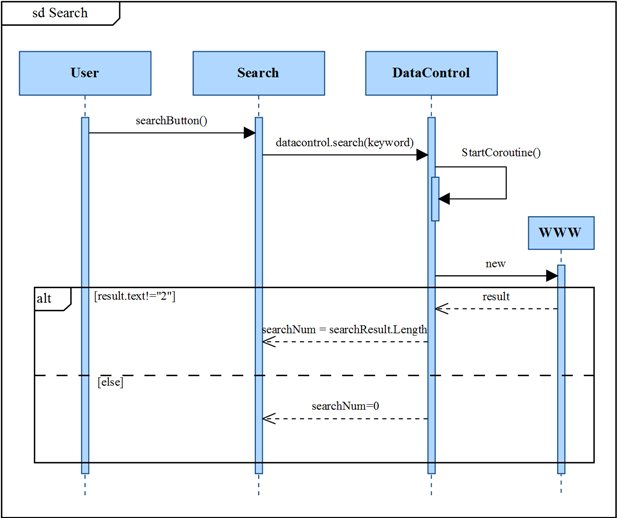 sd Search
User
Search
DataControl
searchButton()
datacontrol.search(keyword)
StartCoroutine()
WWW
new
alt
[result.text!="2"]
result
searchNum = searchResult.Length
[else]
searchNum=0